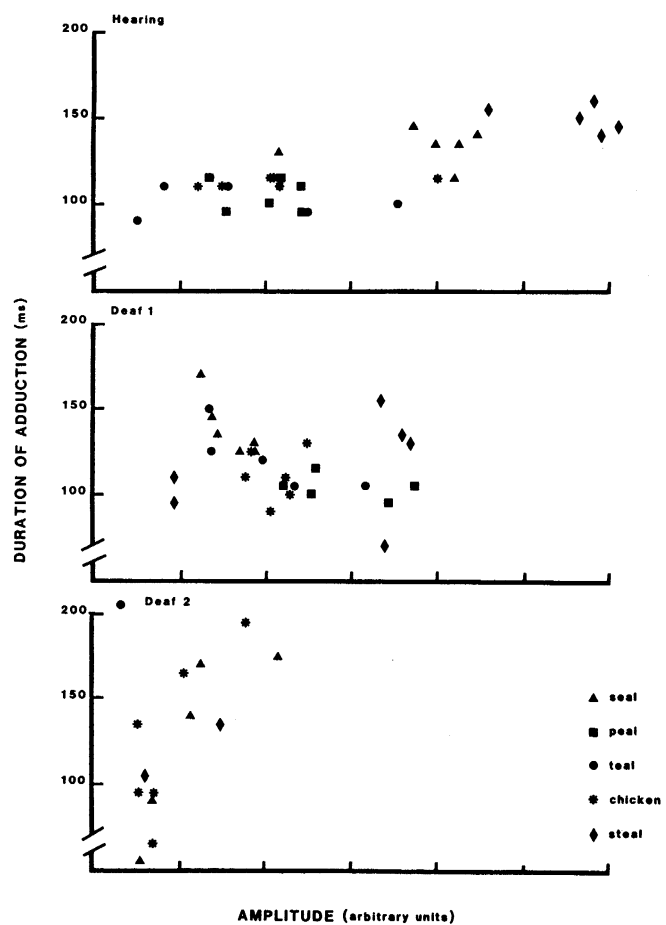 Hearing
200
150
100
Deaf 1
200
150
100
Deaf 2
200
150
100
seal
peal
teal
chicken
steal
DURATION OF ADDUCTION (ms)
AMPLITUDE (arbitrary units)